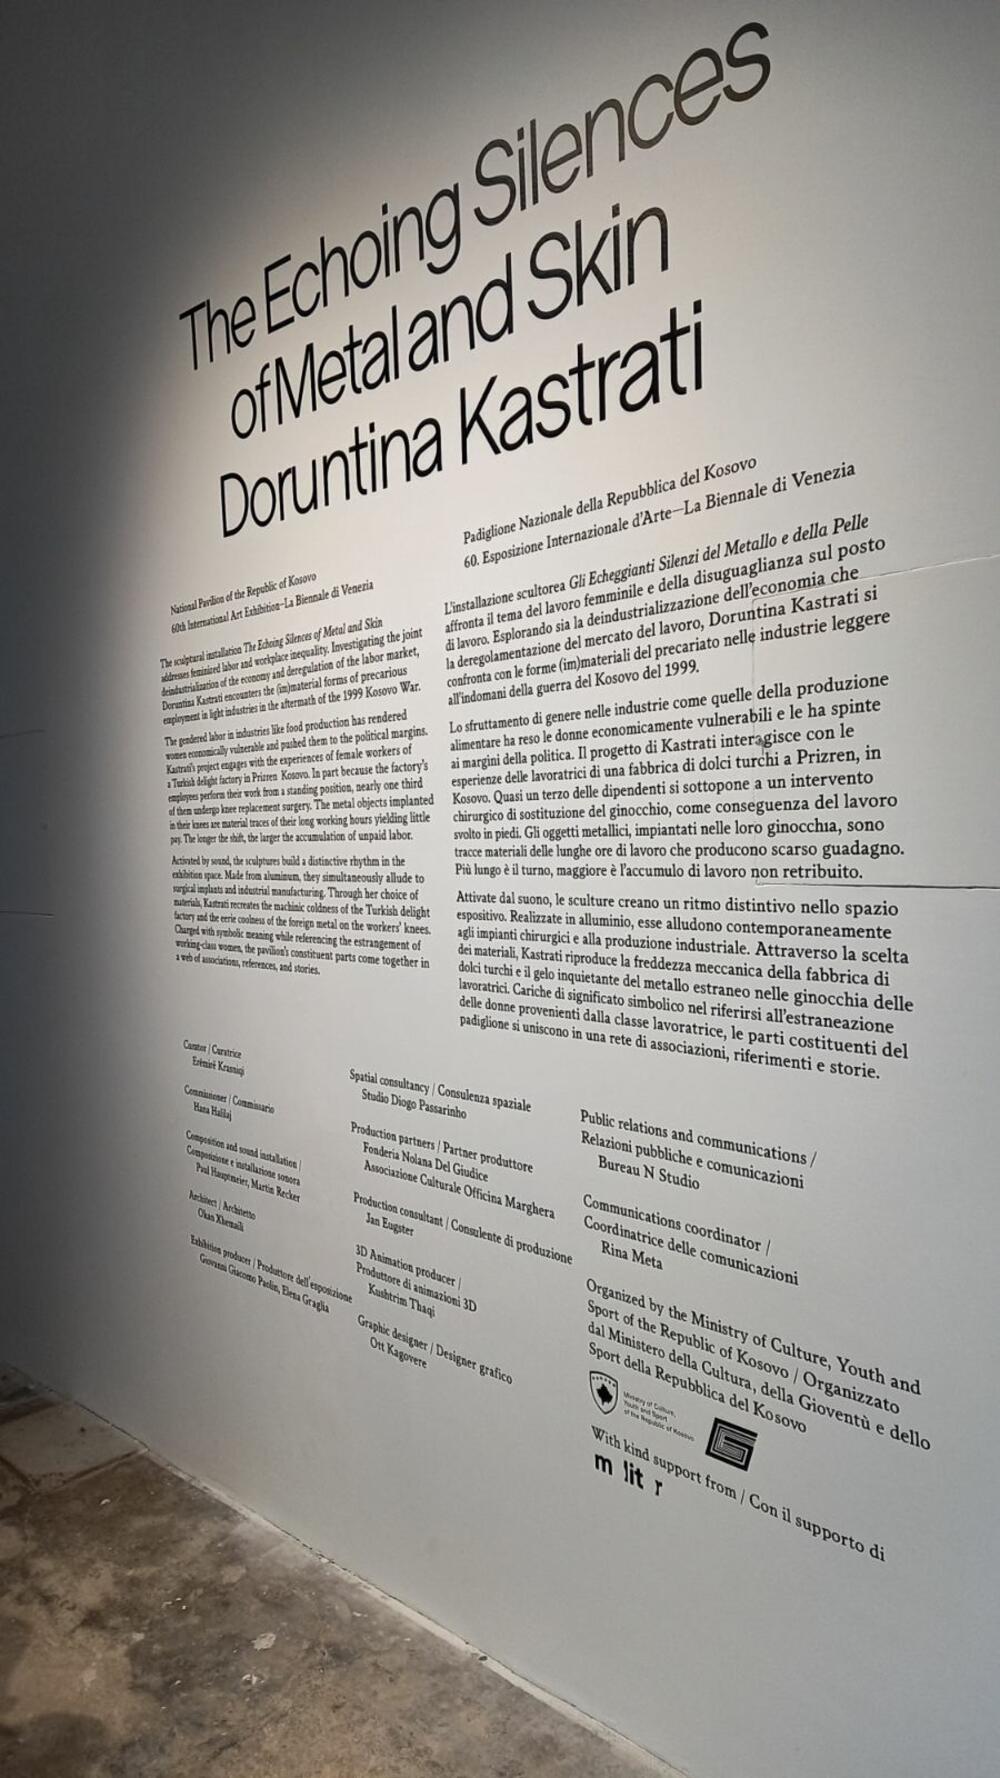 The Echoing Silences
of Metal and Skin
Doruntina Kastrati
National Pavilion of the Republic of Kosovo
60th International Art Exhibition—La Biennale di Venezia
The sculptural installation The Echoing Silences of Metal and Skin
addresses feminized labor and workplace inequality. Investigating the joint
deindustrialization of the economy and deregulation of the labor market,
Doruntina Kastrati encounters the (im)material forms of precarious
employment in light industries in the aftermath of the 1999 Kosovo War.
The gendered labor in industries like food production has rendered
women economically vulnerable and pushed them to the political margins.
Kastrati's project engages with the experiences of female workers of
a Turkish delight factory in Prizren Kosovo. In part because the factory's
employees perform their work from a standing position, nearly one third
of them undergo knee replacement surgery. The metal objects implanted
in their knees are material traces of their long working hours yielding little
pay. The longer the shift, the larger the accumulation of unpaid labor.
Activated by sound, the sculptures build a distinctive rhythm in the
exhibition space. Made from aluminum, they simultaneously allude to
surgical implants and industrial manufacturing. Through her choice of
materials, Kastrati recreates the machinic coldness of the Turkish delight
factory and the eerie coolness of the foreign metal on the workers' knees.
Charged with symbolic meaning while referencing the estrangement of
working-class women, the pavilion's constituent parts come together in
a web of associations, references, and stories.
Padiglione Nazionale della Repubblica del Kosovo
60. Esposizione Internazionale d'Arte—La Biennale di Venezia
L'installazione scultorea Gli Echeggianti Silenzi del Metallo e della Pelle
affronta il tema del lavoro femminile e della disuguaglianza sul posto
di lavoro. Esplorando sia la deindustrializzazione dell'economia che
la deregolamentazione del mercato del lavoro, Doruntina Kastrati si
confronta con le forme (im)materiali del precariato nelle industrie leggere
all'indomani della guerra del Kosovo del 1999.
Lo sfruttamento di genere nelle industrie come quelle della produzione
alimentare ha reso le donne economicamente vulnerabili e le ha spinte
ai margini della politica. Il progetto di Kastrati interagisce con le
esperienze delle lavoratrici di una fabbrica di dolci turchi a Prizren, in
Kosovo. Quasi un terzo delle dipendenti si sottopone a un intervento
chirurgico di sostituzione del ginocchio, come conseguenza del lavoro
svolto in piedi. Gli oggetti metallici, impiantati nelle loro ginocchia, sono
tracce materiali delle lunghe ore di lavoro che producono scarso guadagno.
Più lungo è il turno, maggiore è l'accumulo di lavoro non retribuito.
Attivate dal suono, le sculture creano un ritmo distintivo nello spazio
espositivo. Realizzate in alluminio, esse alludono contemporaneamente
agli impianti chirurgici e alla produzione industriale. Attraverso la scelta
dei materiali, Kastrati riproduce la freddezza meccanica della fabbrica di
dolci turchi e il gelo inquietante del metallo estraneo nelle ginocchia delle
lavoratrici. Cariche di significato simbolico nel riferirsi all'estraneazione
delle donne provenienti dalla classe lavoratrice, le parti costituenti del
padiglione si uniscono in una rete di associazioni, riferimenti e storie.
Curator / Curatrice
Erëmirë Krasniqi
Commissioner / Commissario
Hana Halilaj
Composition and sound installation /
Composizione e installazione sonora
Paul Hauptmeier, Martin Recker
Architect / Architetto
Okan Xhemaili
Exhibition producer / Produttore dell'esposizione
Giovanni Giacomo Paolin, Elena Graglia
Spatial consultancy / Consulenza spaziale
Studio Diogo Passarinho
Production partners / Partner produttore
Fonderia Nolana Del Giudice
Associazione Culturale Officina Marghera
Production consultant / Consulente di produzione
Jan Eugster
3D Animation producer /
Produttore di animazioni 3D
Kushtrim Thaqi
Graphic designer / Designer grafico
Ott Kagovere
Public relations and communications /
Relazioni pubbliche e comunicazioni
Bureau N Studio
Communications coordinator /
Coordinatrice delle comunicazioni
Rina Meta
Organized by the Ministry of Culture, Youth and
Sport of the Republic of Kosovo / Organizzato
dal Ministero della Cultura, della Gioventù e dello
Sport della Repubblica del Kosovo
Ministry of Culture,
Youth and Sport
of the Republic of Kosovo
With kind support from / Con il supporto di